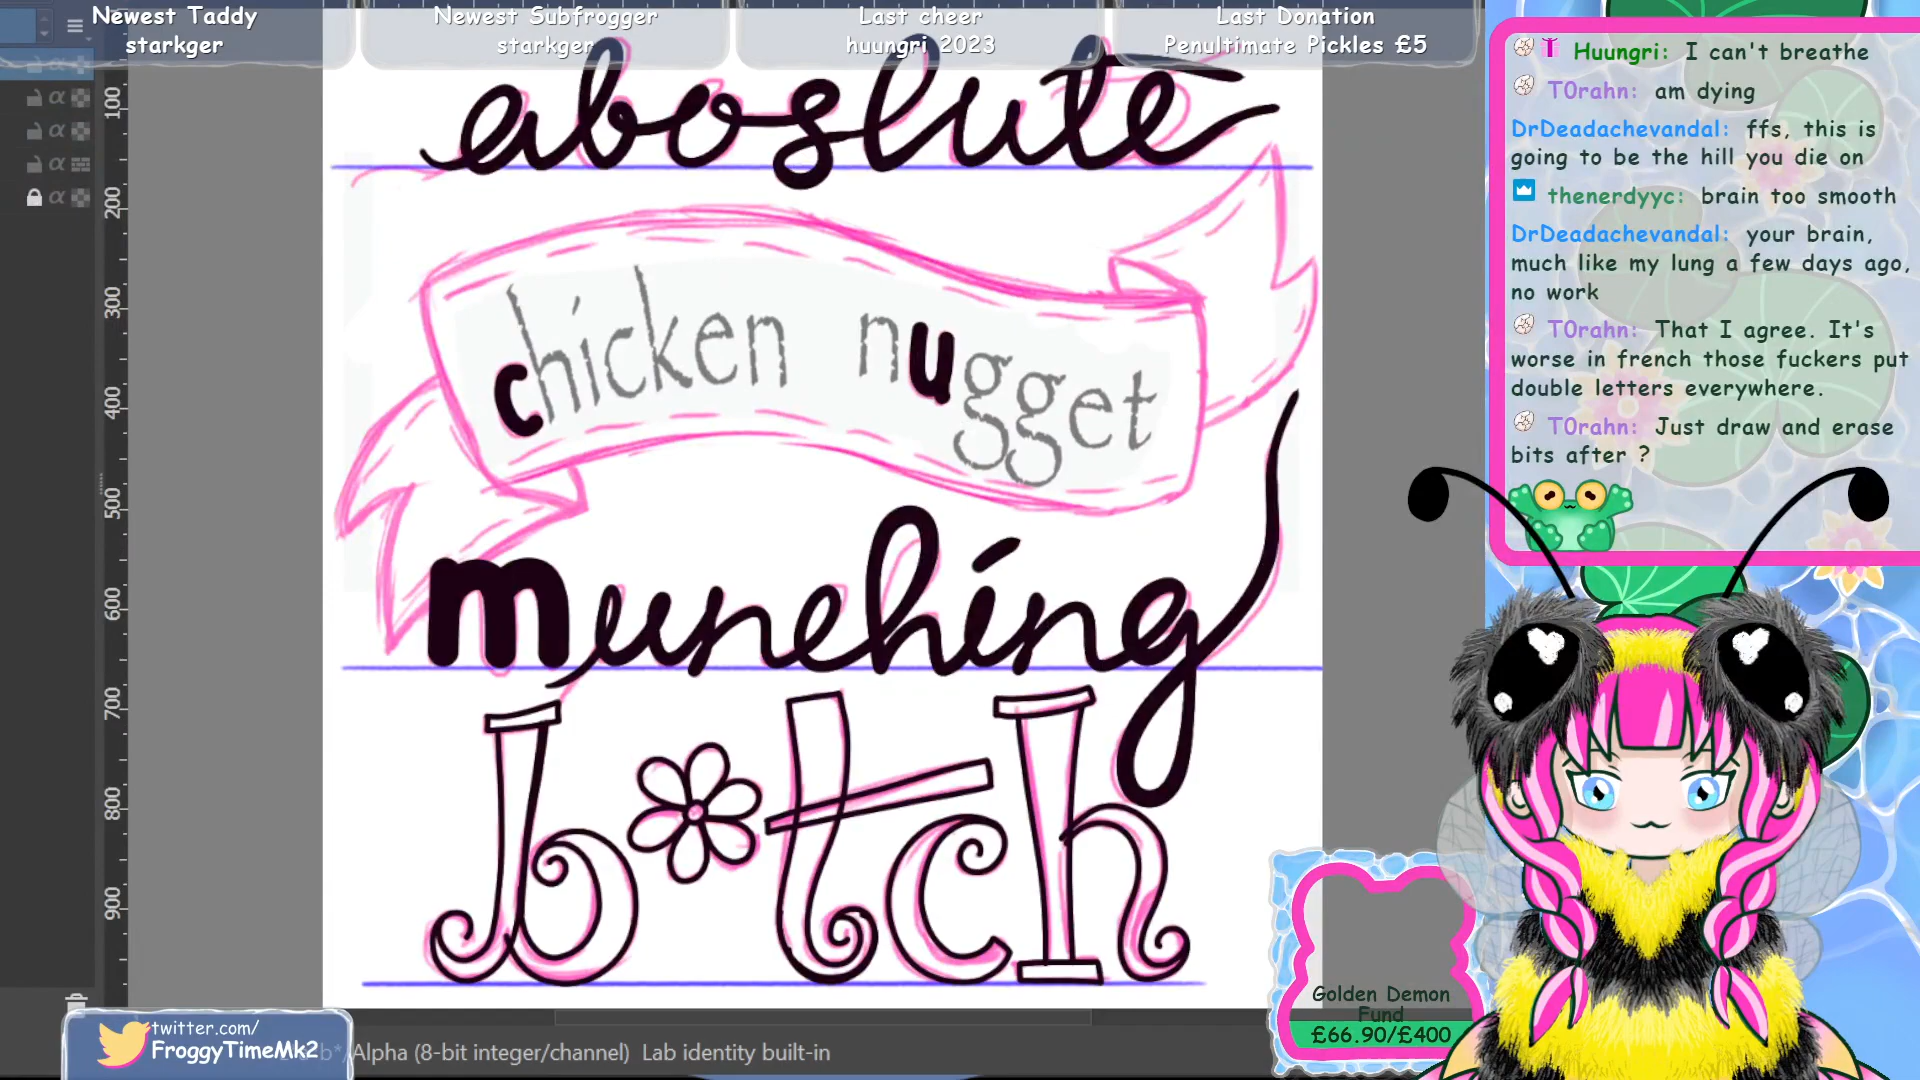 Newest Taddy
starkger
Newest Subfrogger
starkger
Last cheer
huungri 2023
Last Donation
Penultimate Pickles £5
aboslute
chicken nugget
munching
b*tch
100
200
300
400
500
600
700
800
900
Huungri: I can't breathe
T0rahn: am dying
DrDeadachevandal: ffs, this is
going to be the hill you die on
thenerdyyc: brain too smooth
DrDeadachevandal: your brain,
much like my lung a few days ago,
no work
T0rahn: That I agree. It's
worse in french those fuckers put
double letters everywhere.
T0rahn: Just draw and erase
bits after ?
Golden Demon
Fund
£66.90/£400
twitter.com/
FroggyTimeMk2
/Alpha (8-bit integer/channel) Lab identity built-in